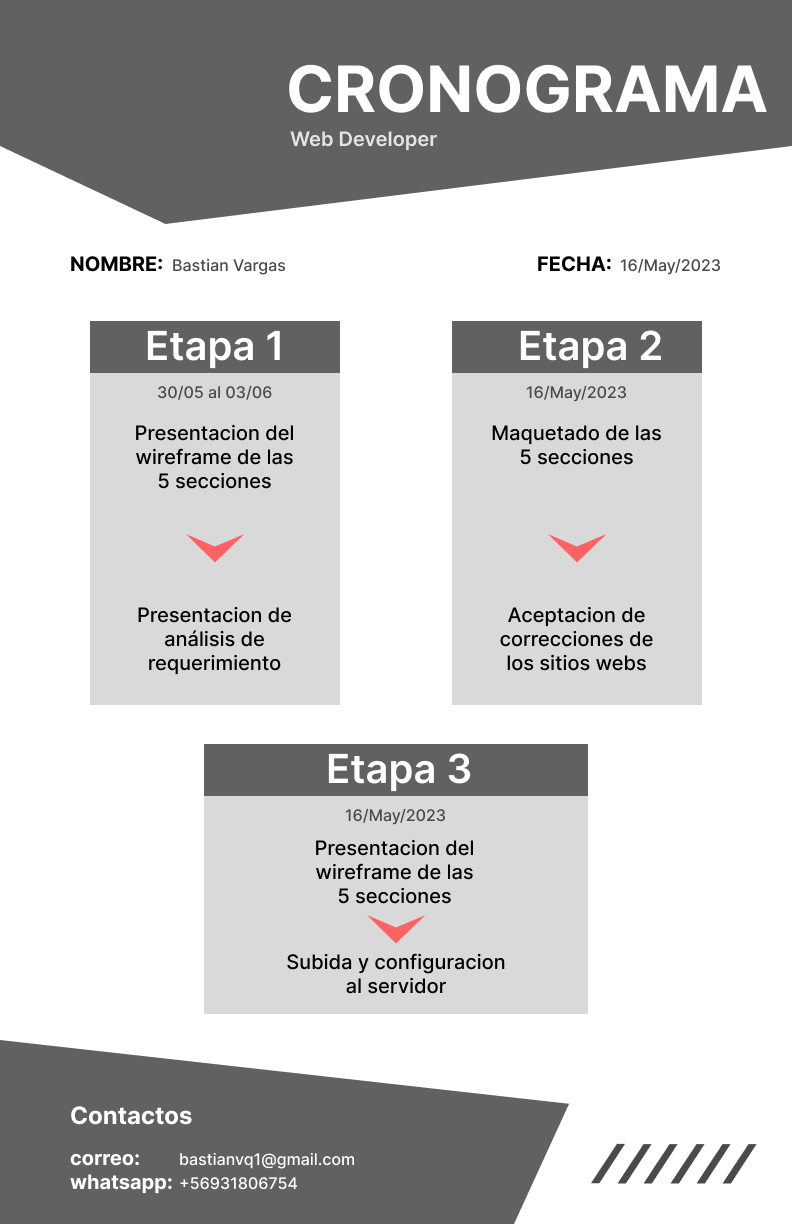 CRONOGRAMA
Web Developer
NOMBRE: Bastian Vargas
FECHA: 16/May/2023
Etapa 1
30/05 al 03/06
Presentacion del
wireframe de las
5 secciones
Presentacion de
análisis de
requerimiento
Etapa 2
16/May/2023
Maquetado de las
5 secciones
Aceptacion de
correcciones de
los sitios webs
Etapa 3
16/May/2023
Presentacion del
wireframe de las
5 secciones
Subida y configuracion
al servidor
Contactos
correo: bastianvq1@gmail.com
whatsapp: +56931806754